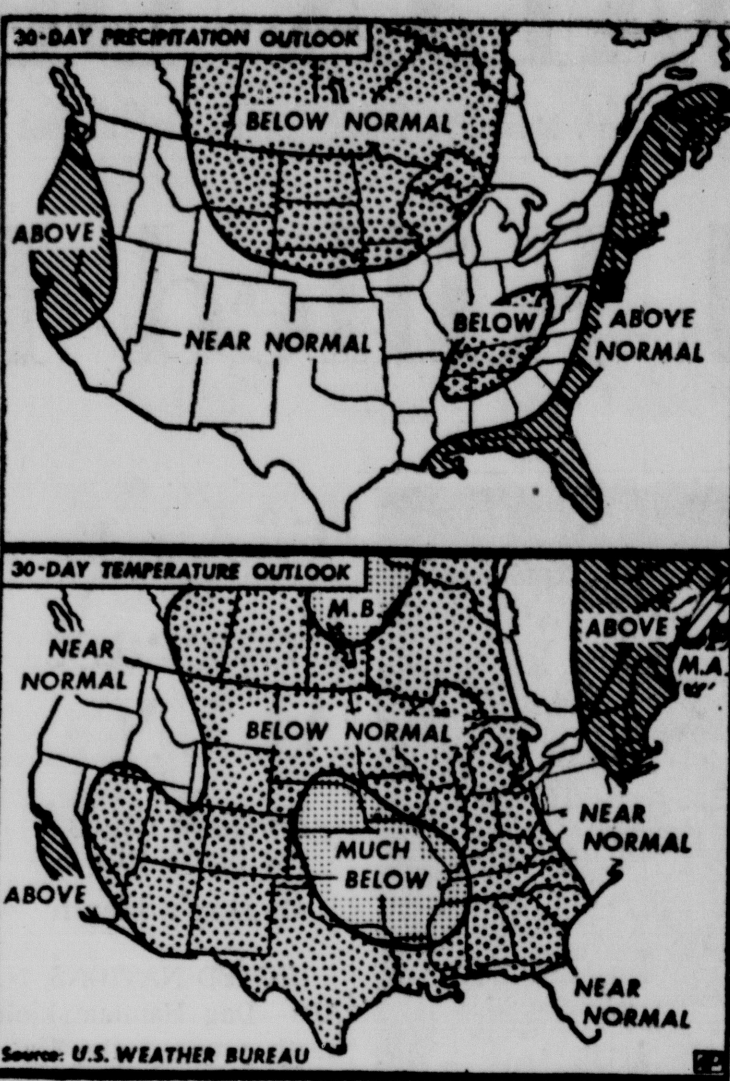 30-DAY PRECIPITATION OUTLOOK
BELOW NORMAL
ABOVE
BELOW
ABOVE
NORMAL
NEAR NORMAL
30-DAY TEMPERATURE OUTLOOK
M.B.
ABOVE
NEAR
NORMAL
M.A.
BELOW NORMAL
NEAR
NORMAL
MUCH
BELOW
ABOVE
NEAR
NORMAL
Source: U.S. WEATHER BUREAU